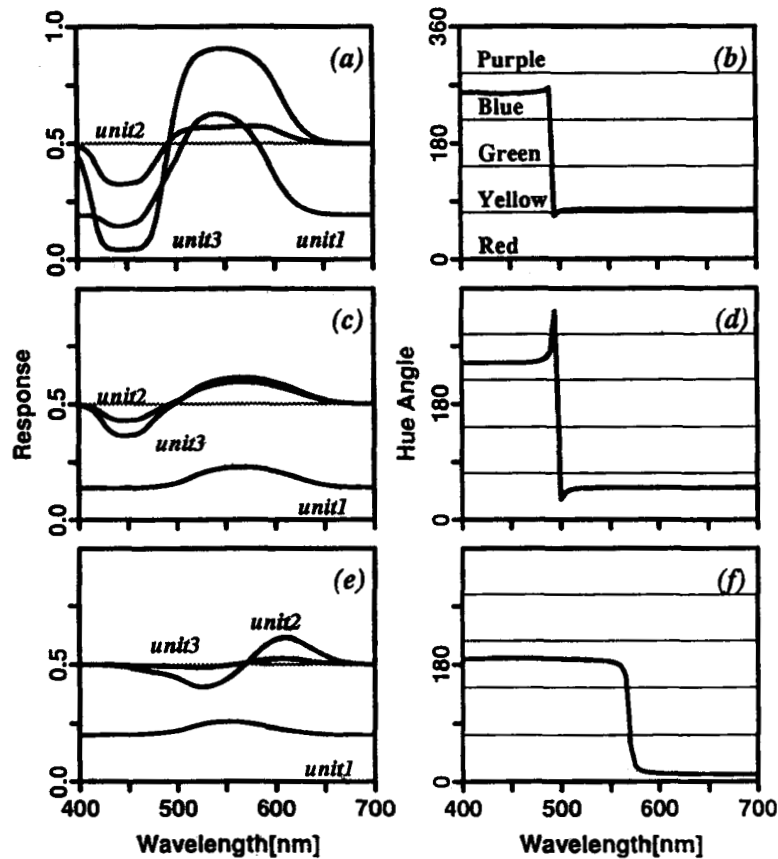 1.0
0.5
0.0
(a)
unit2
unit3
unit1
360
180
0
(b)
Purple
Blue
Green
Yellow
Red
Response
0.5
0.0
(c)
unit2
unit3
unit1
Hue Angle
180
0
(d)
0.5
0.0
(e)
unit3
unit2
unit1
180
0
(f)
400 500 600 700
400 500 600 700
Wavelength[nm]
Wavelength[nm]